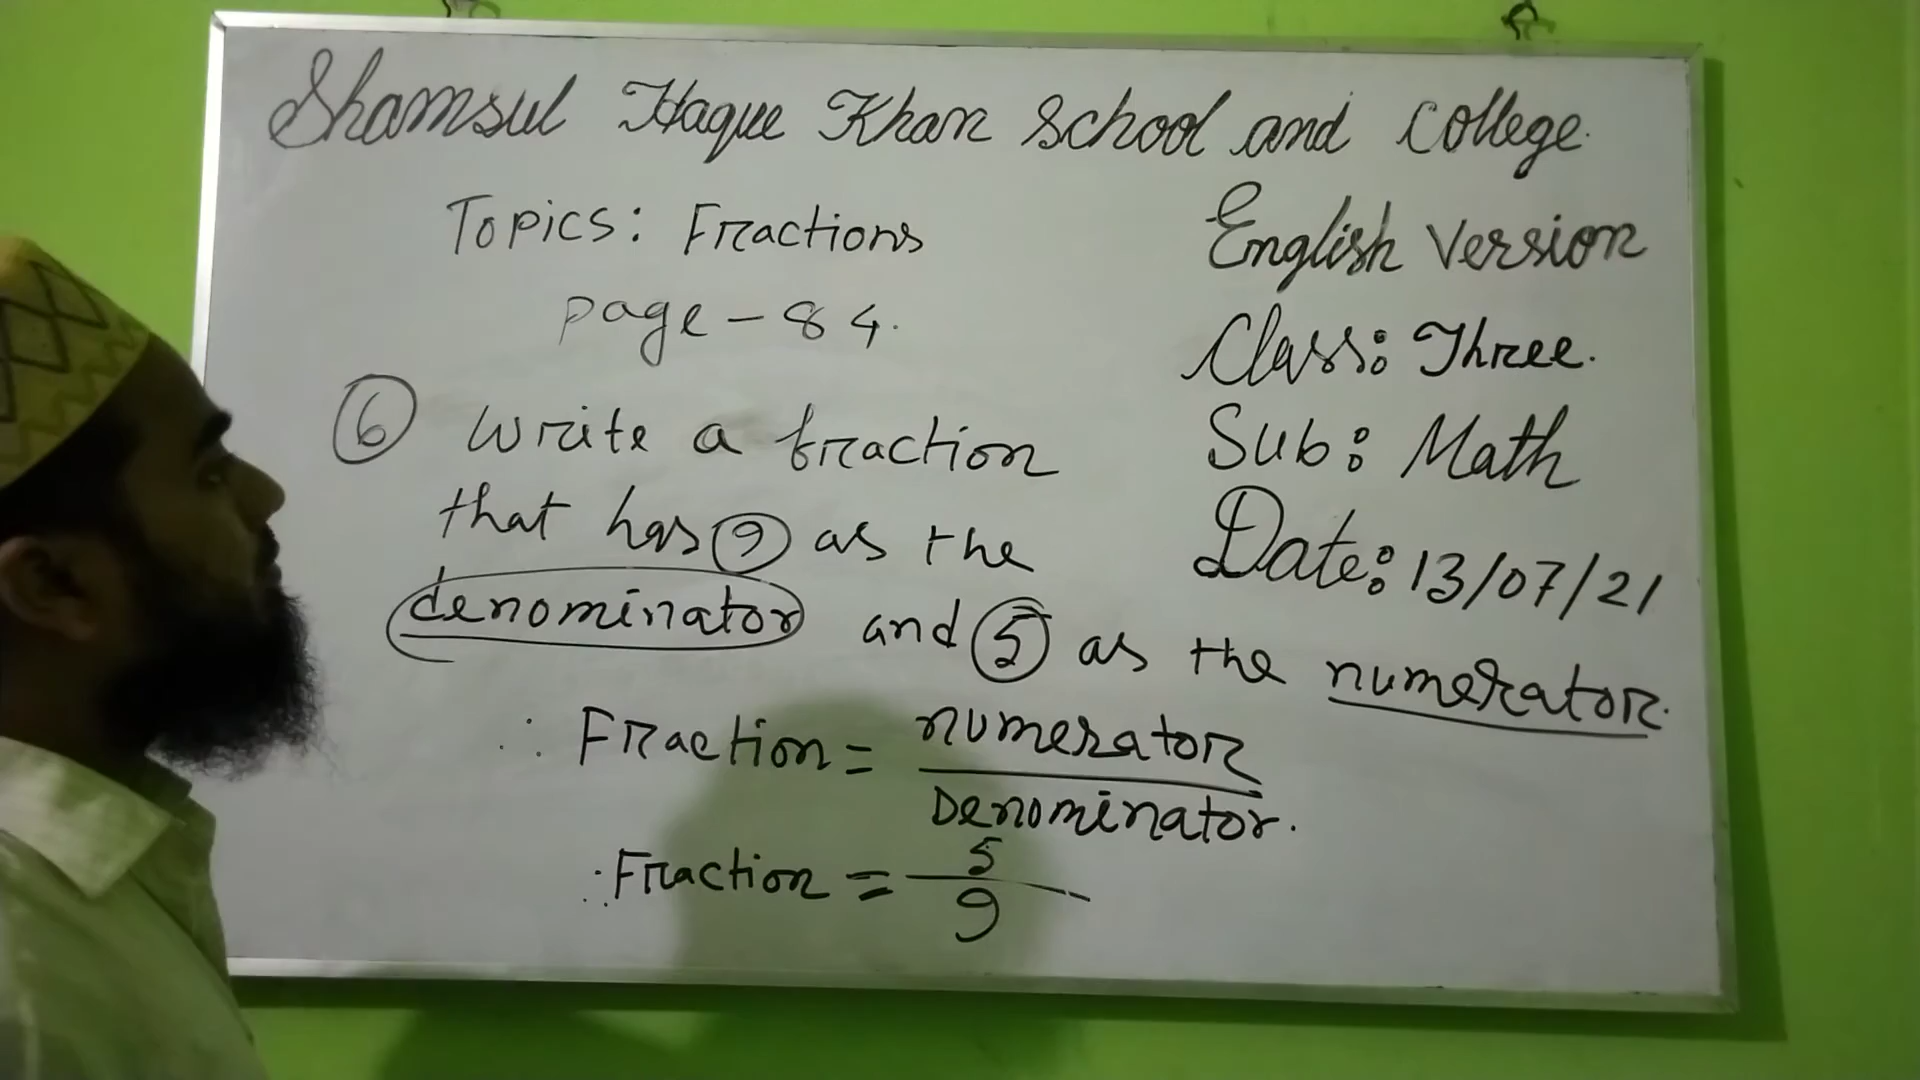 Shamsul Haque Khan School and College.
Topics: Fractions
page - 84.
English Version
Class: Three.
Sub: Math
Date: 13/07/21
6 Write a fraction
that has 9 as the
denominator and 5 as the numerator.
∴ Fraction = numerator / Denominator.
∴ Fraction = 5 / 9